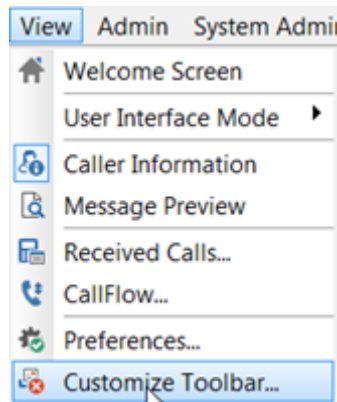 View Admin System Admi
Welcome Screen
User Interface Mode
Caller Information
Message Preview
Received Calls...
CallFlow...
Preferences...
Customize Toolbar...